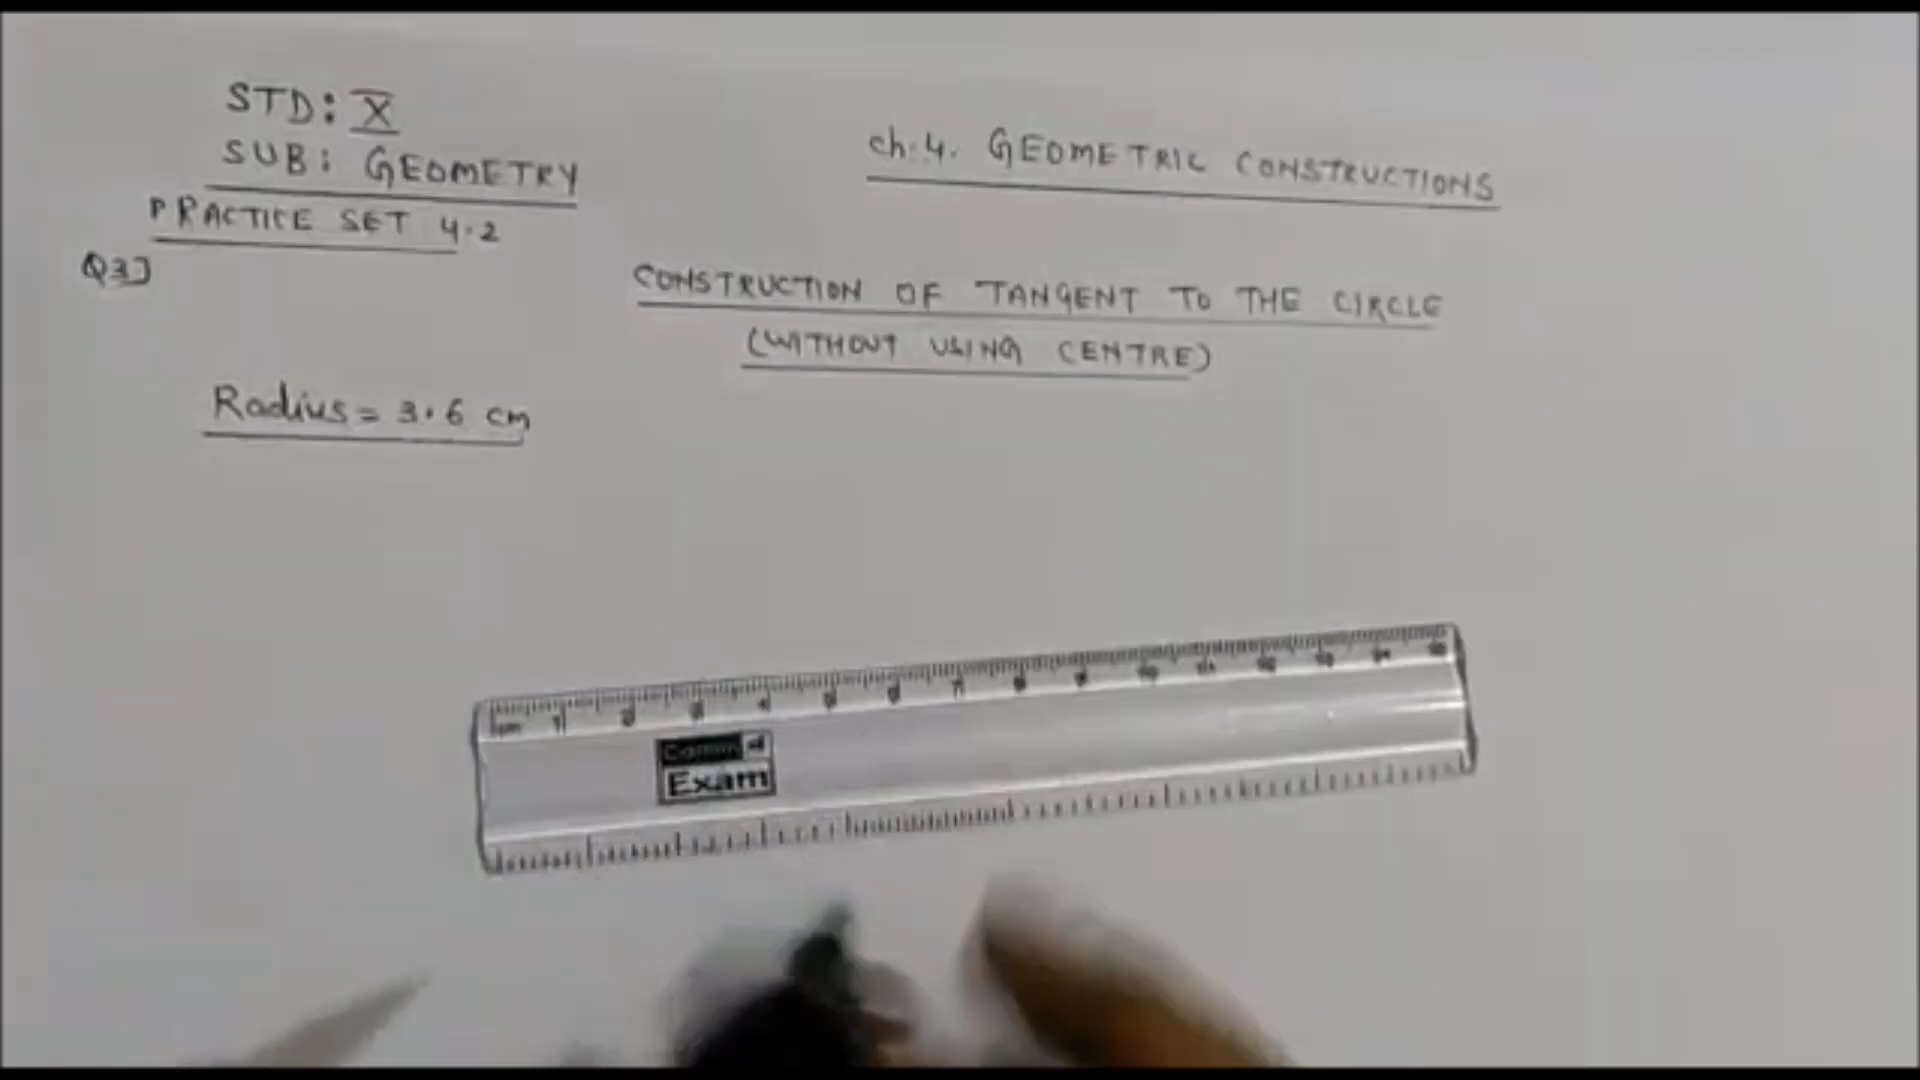 STD: X
SUB: GEOMETRY
PRACTICE SET 4.2
Q3]
ch.4. GEOMETRIC CONSTRUCTIONS
CONSTRUCTION OF TANGENT TO THE CIRCLE
(WITHOUT USING CENTRE)
Radius = 3.6 cm
Exam